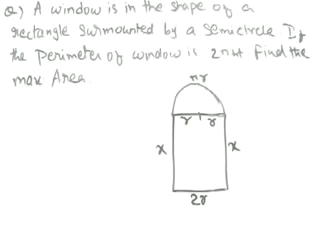 Q) A window is in the shape of a
rectangle Surmounted by a Semicircle If
the Perimeter of window is find the
max Area.
πr
r r
x x
2r